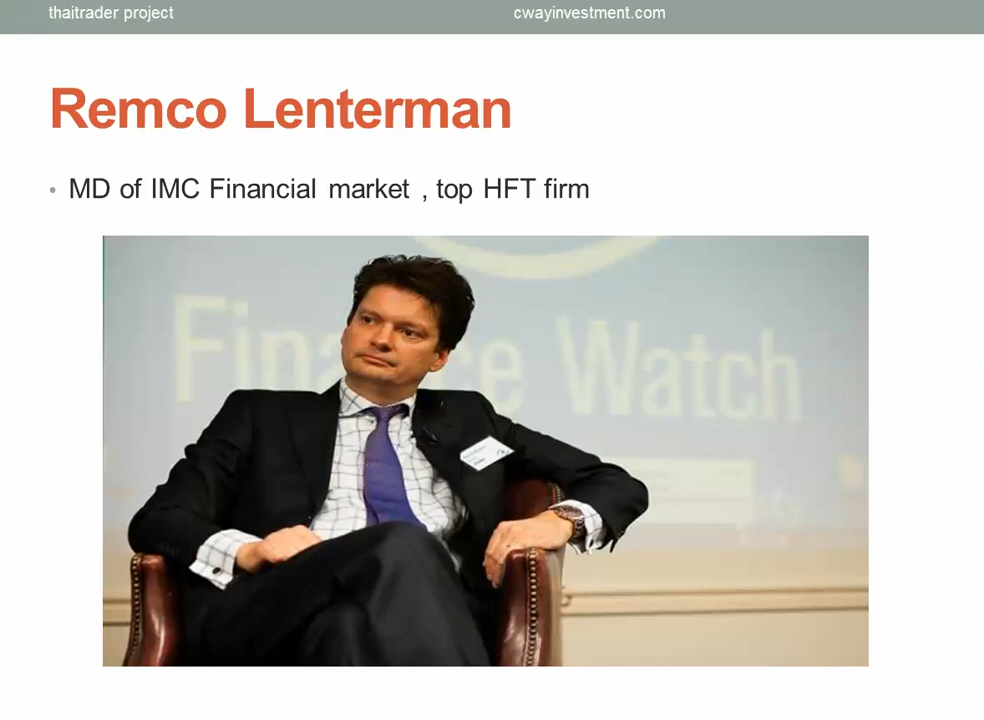 thaitrader project cwayinvestment.com
Remco Lenterman
• MD of IMC Financial market , top HFT firm
Finance Watch